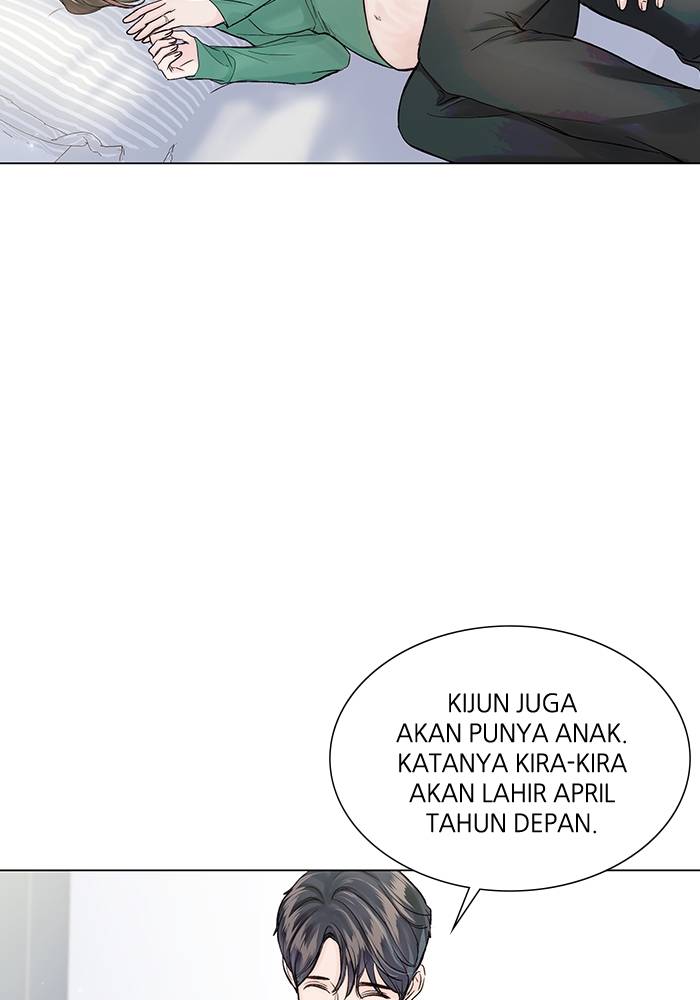 KIJUN JUGA
AKAN PUNYA ANAK.
KATANYA KIRA-KIRA
AKAN LAHIR APRIL
TAHUN DEPAN.